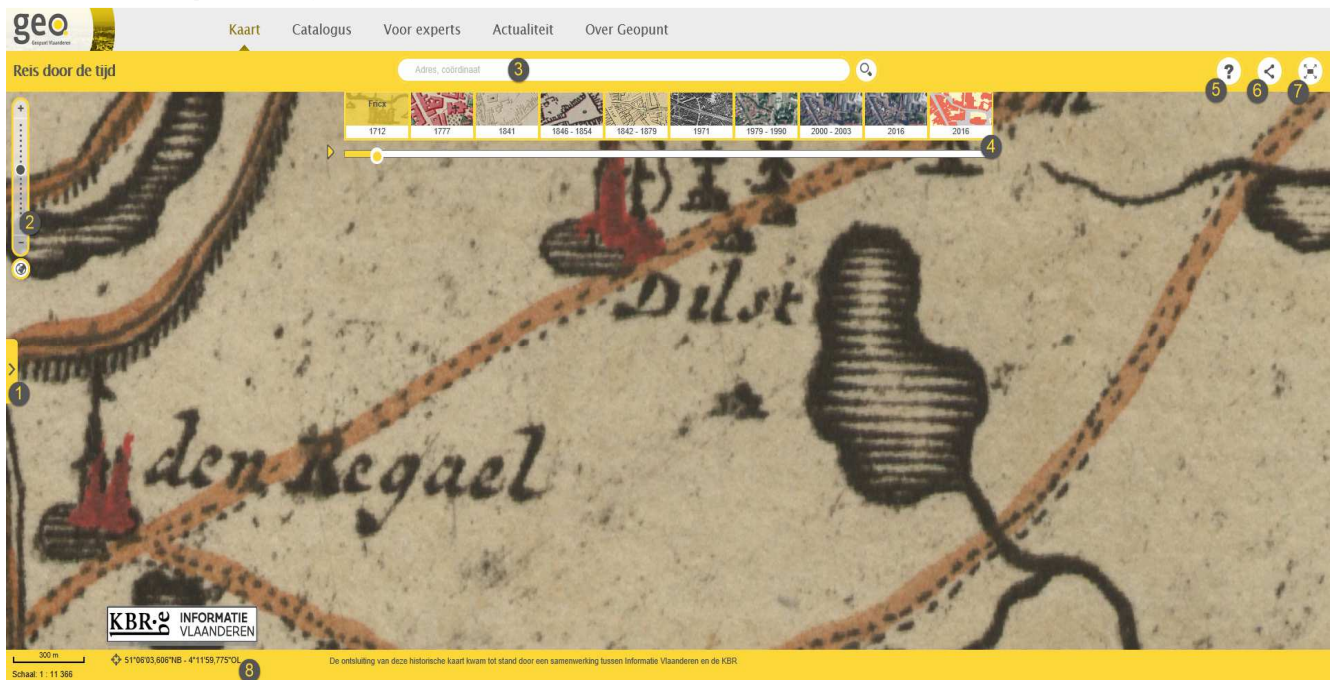 geo.
Geopunt Vlaanderen
Kaart Catalogus Voor experts Actualiteit Over Geopunt
Reis door de tijd
Adres, coördinaat
3
5
6
7
+
2
−
Fricx
1712 1777 1841 1846 - 1854 1842 - 1879 1971 1979 - 1990 2000 - 2003 2016 2016
4
Dilst
1
den Regael
KBR.be INFORMATIE
VLAANDEREN
300 m
51°06'03,606"NB - 4°11'59,775"OL
8
De ontsluiting van deze historische kaart kwam tot stand door een samenwerking tussen Informatie Vlaanderen en de KBR
Schaal: 1 : 11 366